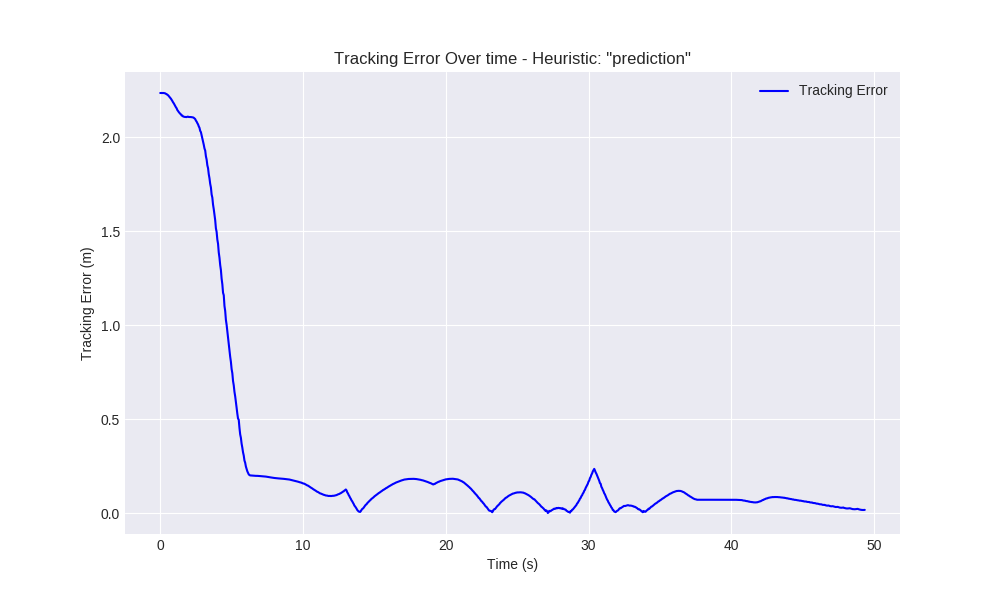 Tracking Error Over time - Heuristic: "prediction"
Tracking Error
2.0
1.5
1.0
0.5
0.0
Tracking Error (m)
0 10 20 30 40 50
Time (s)